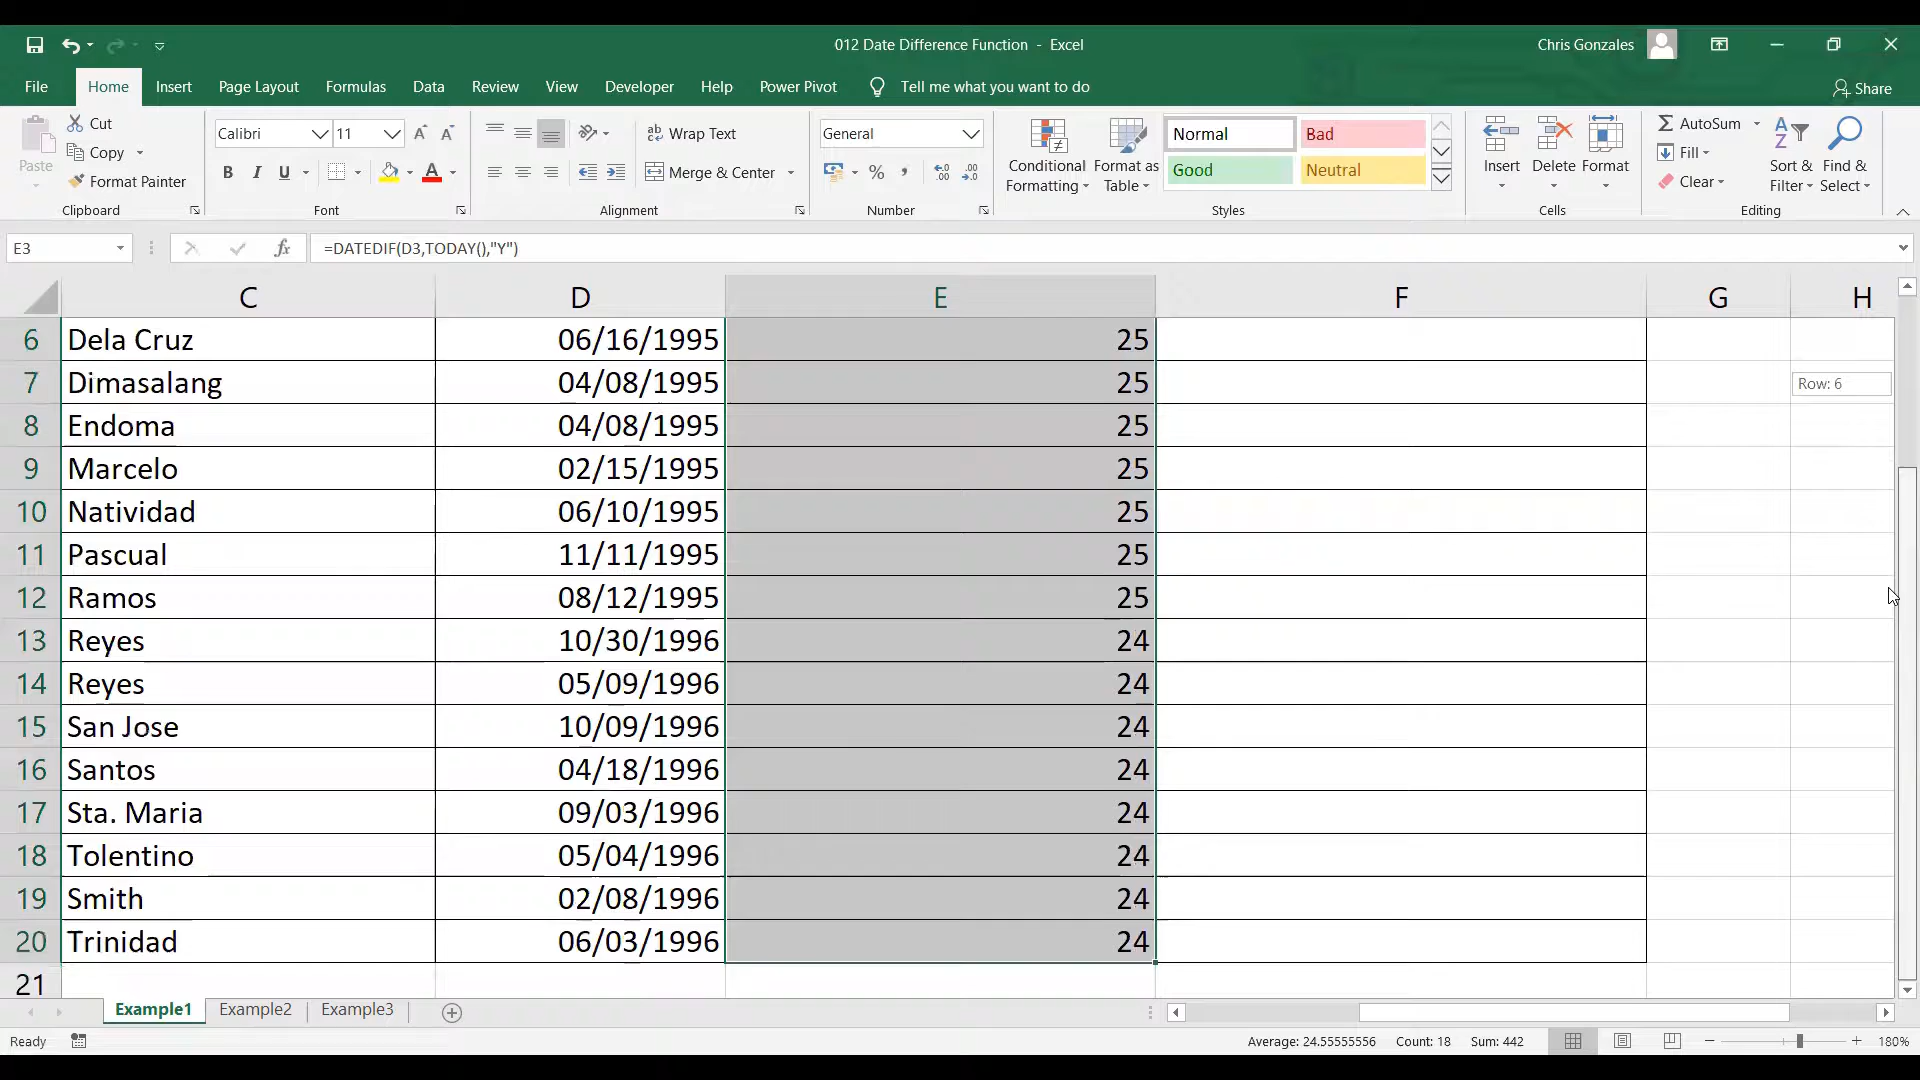 012 Date Difference Function - Excel
Chris Gonzales
File Home Insert Page Layout Formulas Data Review View Developer Help Power Pivot Tell me what you want to do Share
Paste
Cut
Copy
Format Painter
Clipboard
Calibri 11
B I U
Font
Wrap Text
Merge & Center
Alignment
General
Number
Conditional Formatting
Format as Table
Normal Bad
Good Neutral
Styles
Insert Delete Format
Cells
AutoSum
Fill
Clear
Sort & Filter
Find & Select
Editing
E3 =DATEDIF(D3,TODAY(),"Y")
C D E F G H
6 Dela Cruz 06/16/1995 25
7 Dimasalang 04/08/1995 25
Row: 6
8 Endoma 04/08/1995 25
9 Marcelo 02/15/1995 25
10 Natividad 06/10/1995 25
11 Pascual 11/11/1995 25
12 Ramos 08/12/1995 25
13 Reyes 10/30/1996 24
14 Reyes 05/09/1996 24
15 San Jose 10/09/1996 24
16 Santos 04/18/1996 24
17 Sta. Maria 09/03/1996 24
18 Tolentino 05/04/1996 24
19 Smith 02/08/1996 24
20 Trinidad 06/03/1996 24
21
Example1 Example2 Example3
Ready Average: 24.55555556 Count: 18 Sum: 442 180%